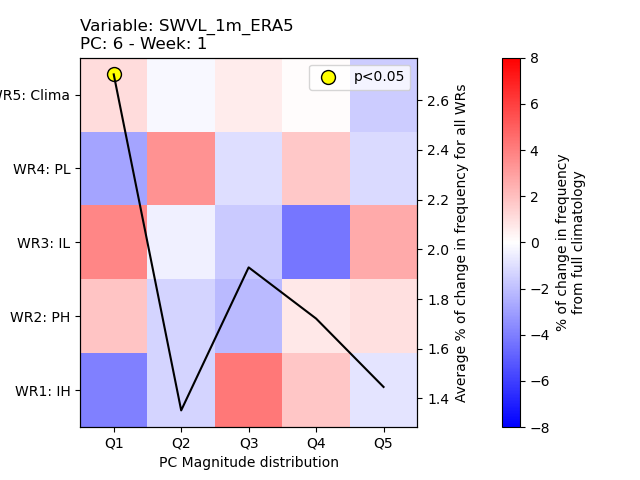 Variable: SWVL_1m_ERA5
PC: 6 - Week: 1
p<0.05
WR5: Clima
WR4: PL
WR3: IL
WR2: PH
WR1: IH
Q1 Q2 Q3 Q4 Q5
PC Magnitude distribution
2.6
2.4
2.2
2.0
1.8
1.6
1.4
Average % of change in frequency for all WRs
8
6
4
2
0
−2
−4
−6
−8
% of change in frequency
from full climatology